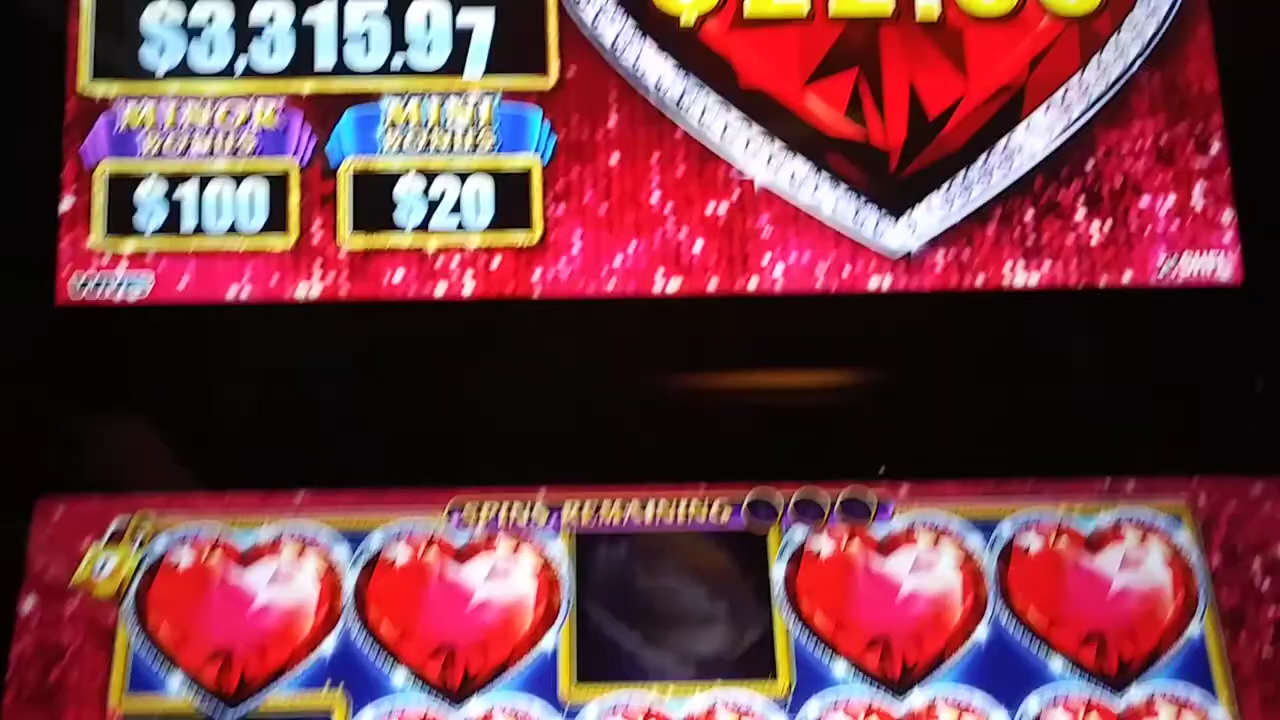 $3,315.97
MINOR
BONUS
MINI
BONUS
$100
$20
SPINS REMAINING